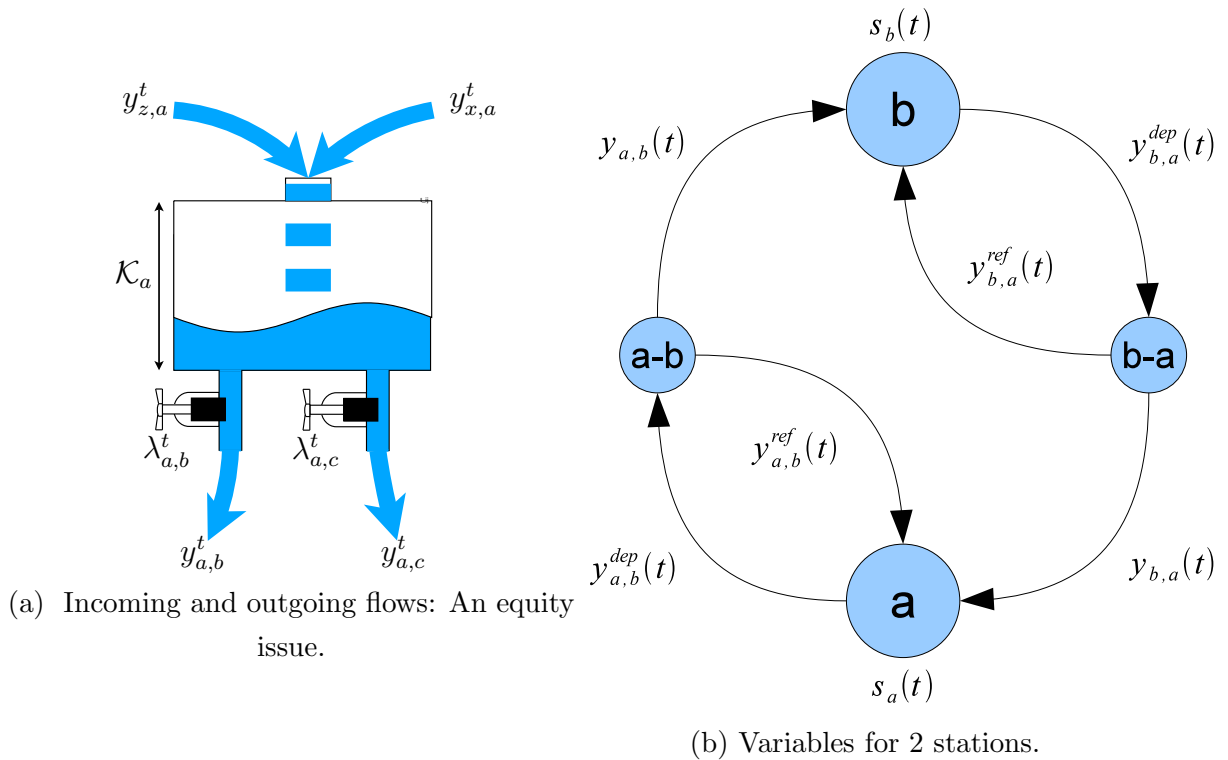 y^t_{z,a}
y^t_{x,a}
𝒦_a
λ^t_{a,b}
λ^t_{a,c}
y^t_{a,b}
y^t_{a,c}
(a) Incoming and outgoing flows: An equity
issue.
s_b(t)
b
y_{a,b}(t)
y^{dep}_{b,a}(t)
y^{ref}_{b,a}(t)
a-b
b-a
y^{ref}_{a,b}(t)
y^{dep}_{a,b}(t)
y_{b,a}(t)
a
s_a(t)
(b) Variables for 2 stations.